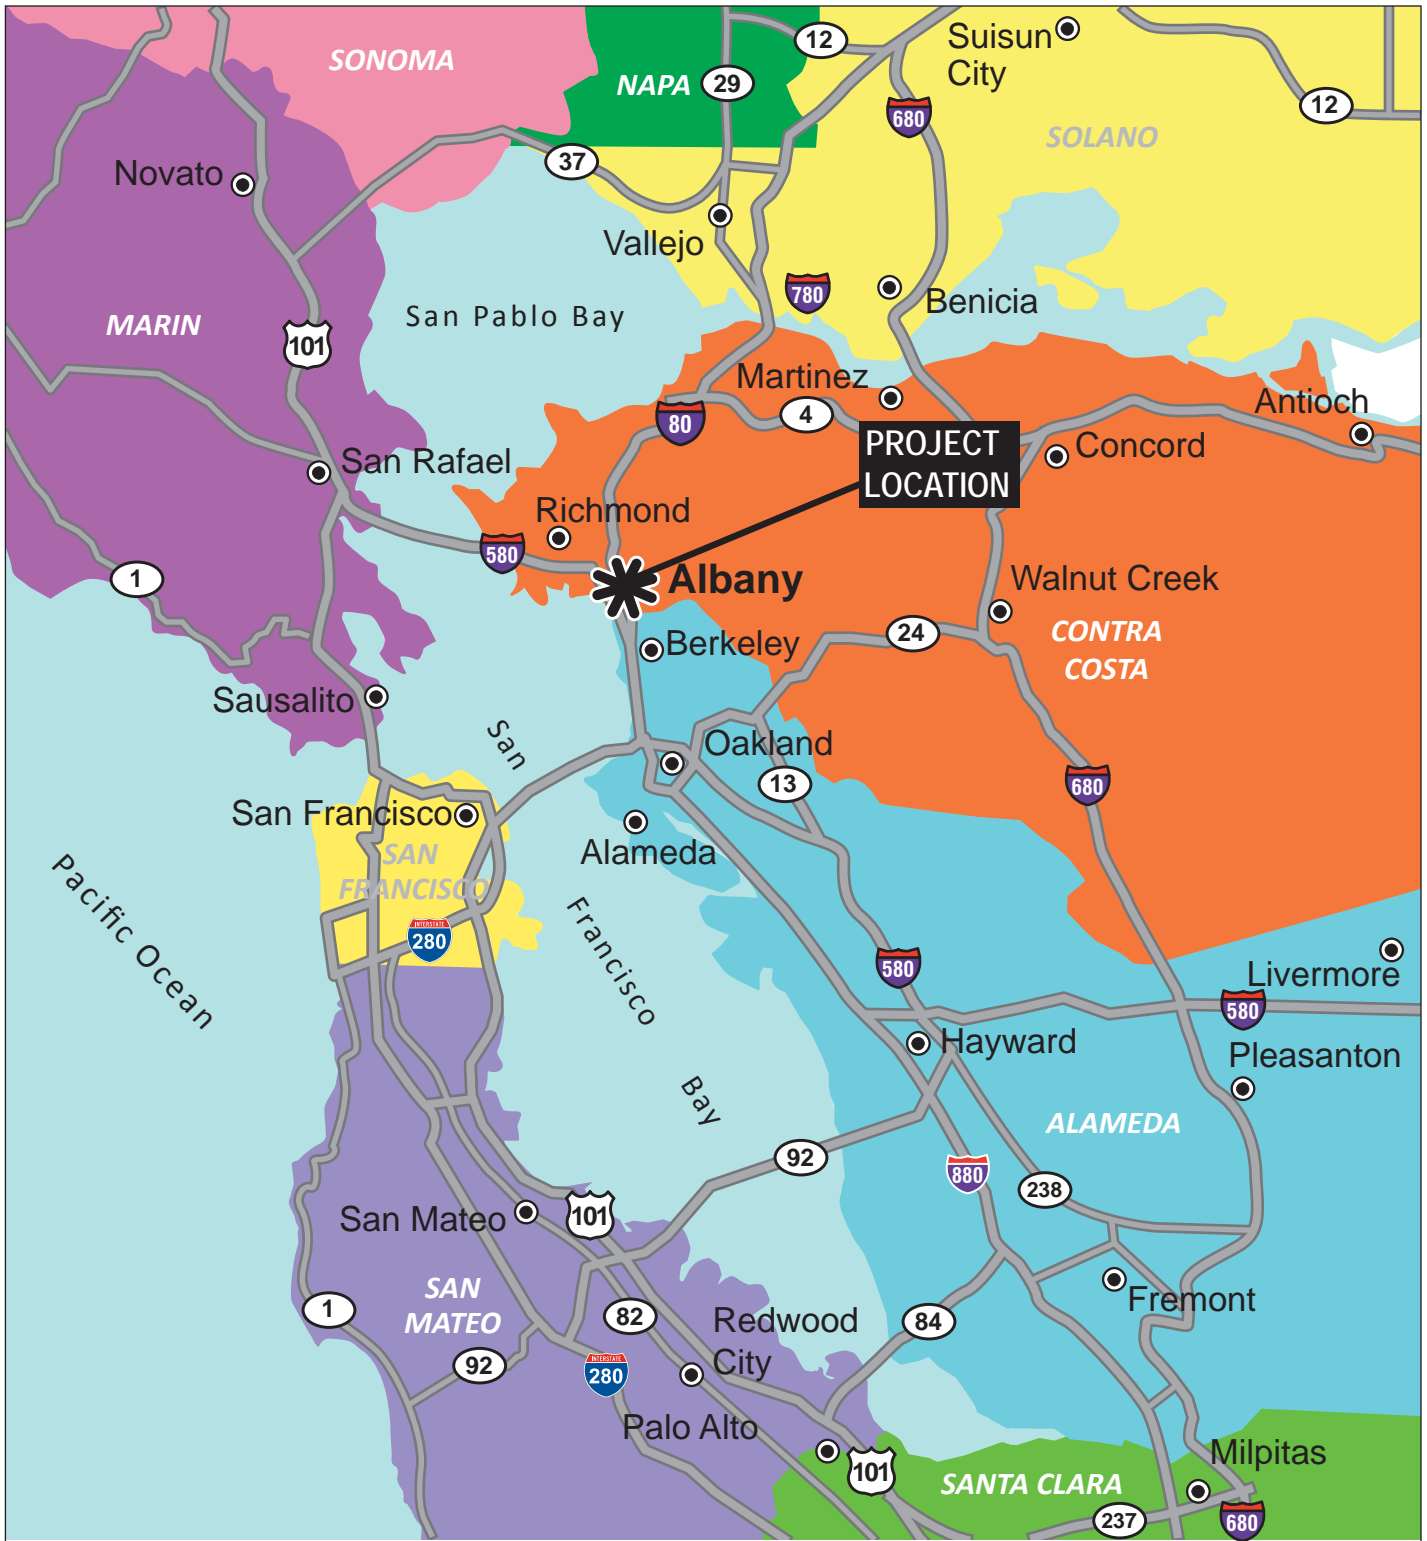 SONOMA
NAPA
29
12
Suisun
City
680
12
SOLANO
37
Novato
Vallejo
780
Benicia
MARIN
San Pablo Bay
101
Martinez
80
4
Antioch
PROJECT
LOCATION
Concord
San Rafael
Richmond
580
1
Albany
Walnut Creek
Berkeley
24
CONTRA
COSTA
Sausalito
San
Oakland
13
680
San Francisco
SAN
FRANCISCO
Alameda
Pacific Ocean
Francisco
INTERSTATE
280
580
Livermore
580
Hayward
Pleasanton
Bay
ALAMEDA
92
880
238
San Mateo
101
SAN
MATEO
1
82
Redwood
City
84
Fremont
92
INTERSTATE
280
Palo Alto
101
Milpitas
SANTA CLARA
237
680